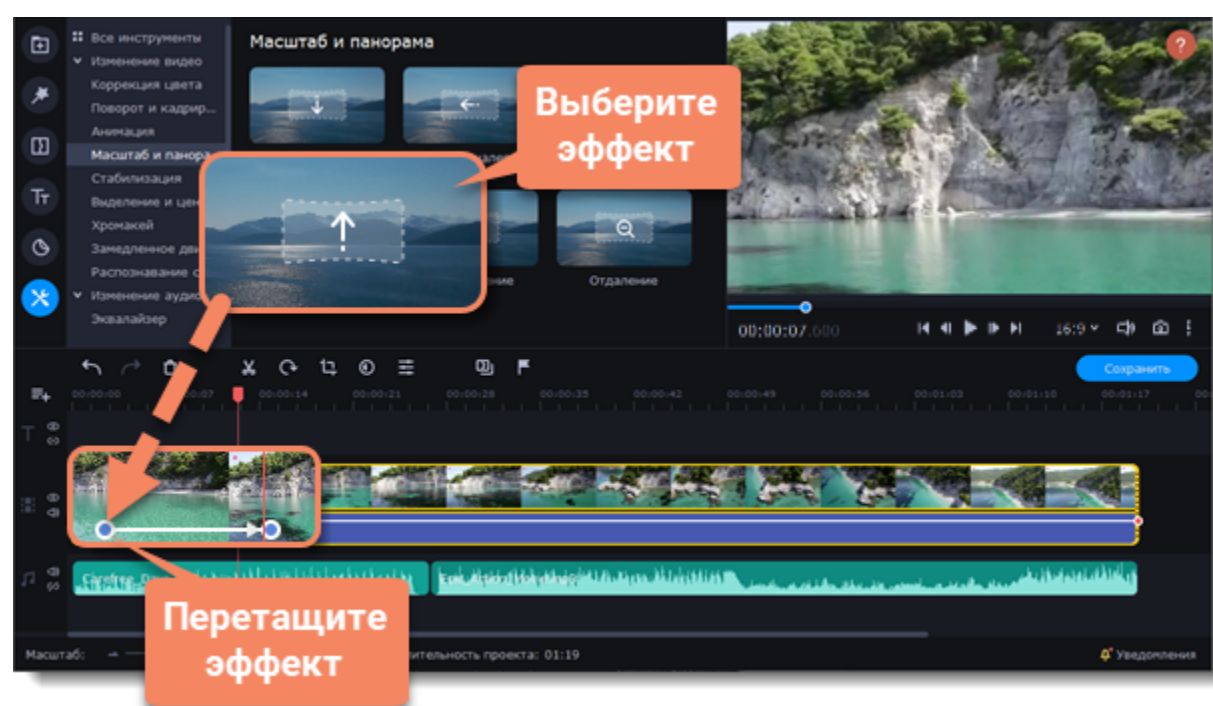 Все инструменты
Изменение видео
Коррекция цвета
Поворот и кадрир...
Анимация
Масштаб и панора...
Стабилизация
Выделение и цен
Хромакей
Замедленное дви
Распознавание с
Изменение аудио
Эквалайзер
Масштаб и панорама
Выберите
эффект
Отдаление
?
00:00:07.600
16:9
Сохранить
00:00:00
00:00:14
00:00:21
00:00:28
00:00:35
00:00:42
00:00:49
00:00:56
00:01:03
00:01:10
00:01:17
Carefree
Epic Action
Перетащите
эффект
Масштаб:
проекта: 01:19
Уведомления